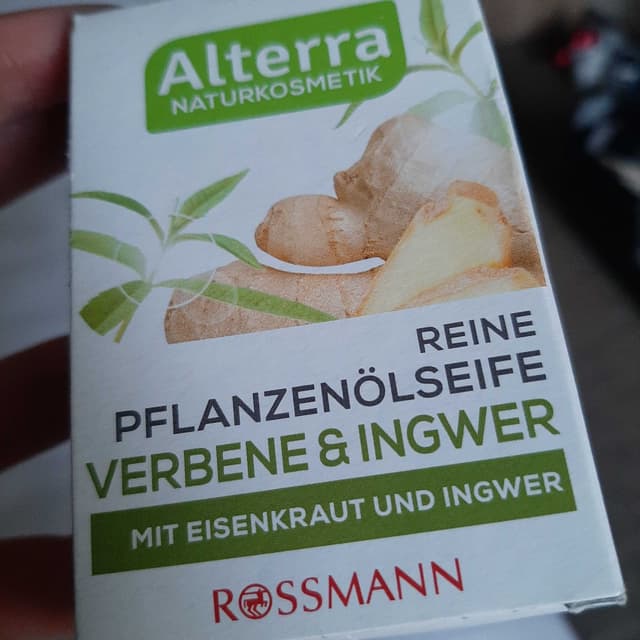 Alterra
NATURKOSMETIK
REINE
PFLANZENÖLSEIFE
VERBENE & INGWER
MIT EISENKRAUT UND INGWER
ROSSMANN